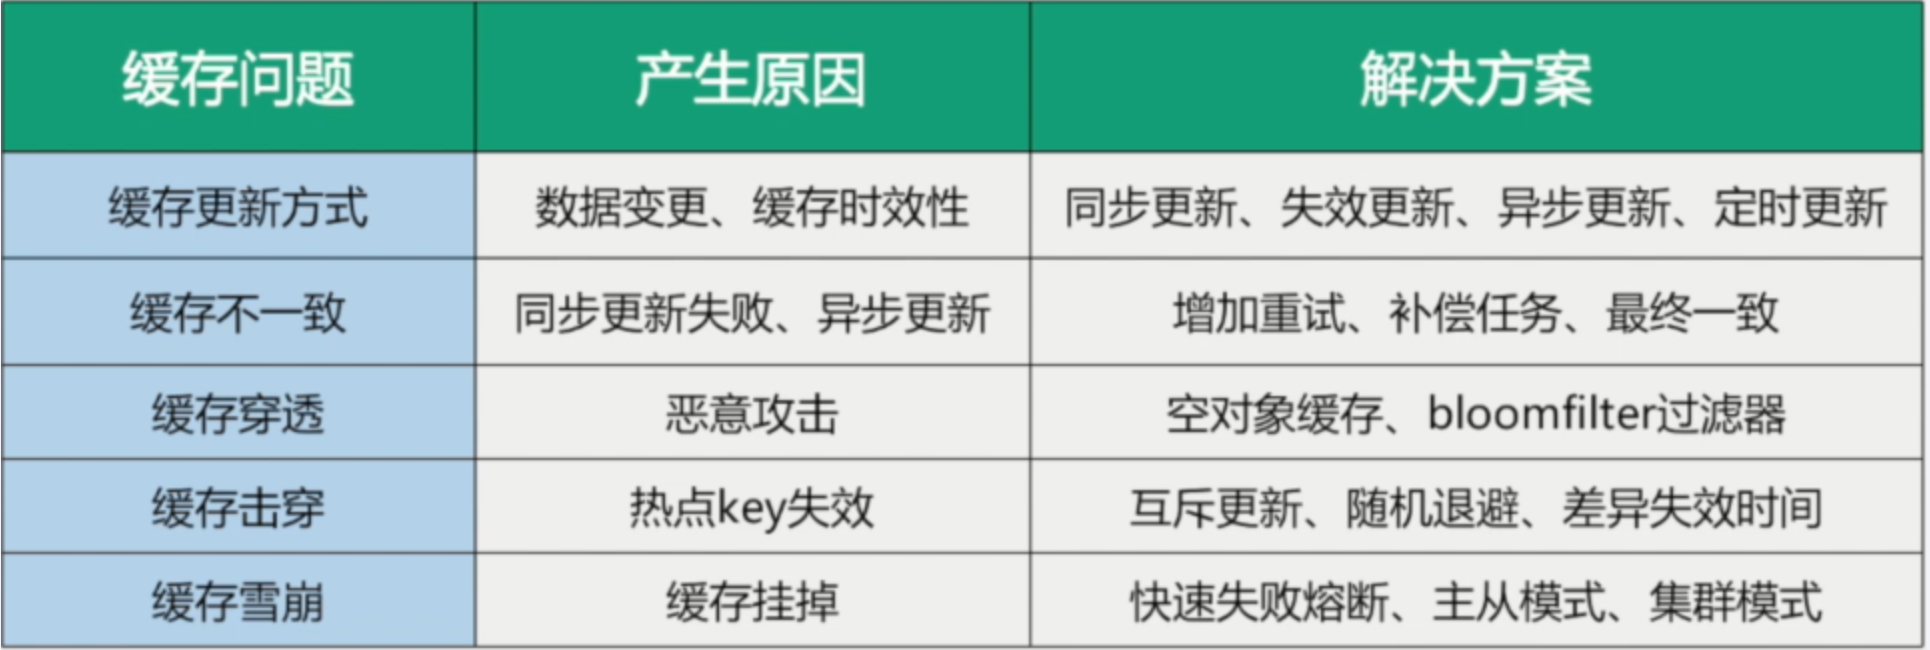 缓存问题 产生原因 解决方案
缓存更新方式 数据变更、缓存时效性 同步更新、失效更新、异步更新、定时更新
缓存不一致 同步更新失败、异步更新 增加重试、补偿任务、最终一致
缓存穿透 恶意攻击 空对象缓存、bloomfilter过滤器
缓存击穿 热点key失效 互斥更新、随机退避、差异失效时间
缓存雪崩 缓存挂掉 快速失败熔断、主从模式、集群模式